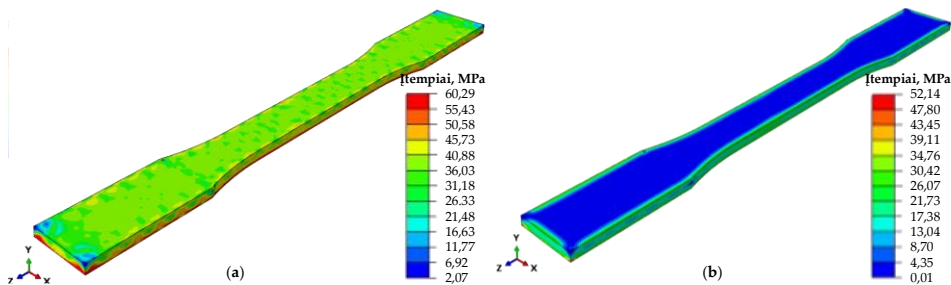 Įtempiai, MPa
60,29
55,43
50,58
45,73
40,88
36,03
31,18
26,33
21,48
16,63
11,77
6,92
2,07
Y
Z
X
(a)
Įtempiai, MPa
52,14
47,80
43,45
39,11
34,76
30,42
26,07
21,73
17,38
13,04
8,70
4,35
0,01
Y
Z
X
(b)